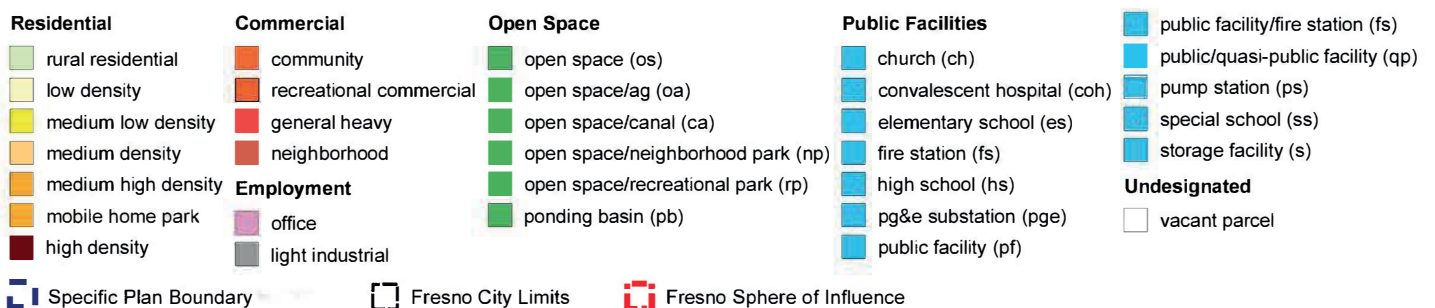 Residential
rural residential
low density
medium low density
medium density
medium high density
mobile home park
high density
Commercial
community
recreational commercial
general heavy
neighborhood
Employment
office
light industrial
Open Space
open space (os)
open space/ag (oa)
open space/canal (ca)
open space/neighborhood park (np)
open space/recreational park (rp)
ponding basin (pb)
Public Facilities
church (ch)
convalescent hospital (coh)
elementary school (es)
fire station (fs)
high school (hs)
pg&e substation (pge)
public facility (pf)
public facility/fire station (fs)
public/quasi-public facility (qp)
pump station (ps)
special school (ss)
storage facility (s)
Undesignated
vacant parcel
Specific Plan Boundary
Fresno City Limits
Fresno Sphere of Influence